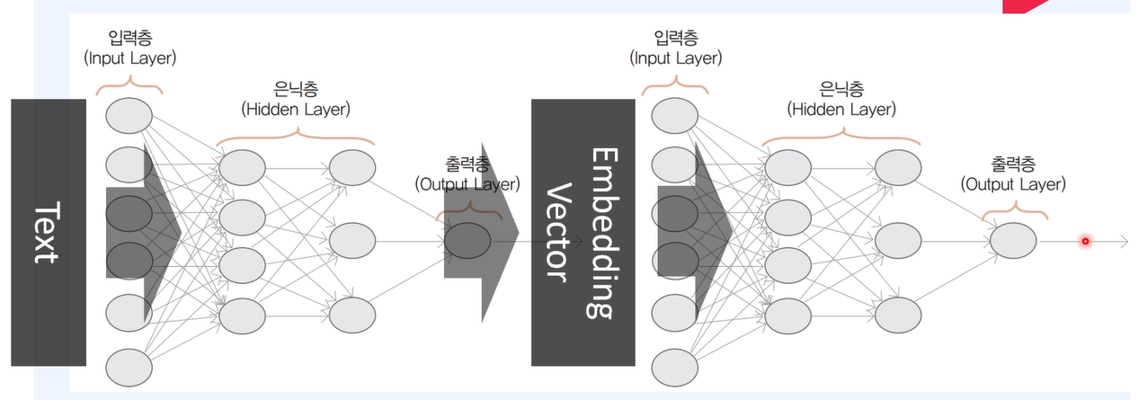 입력층
(Input Layer)
은닉층
(Hidden Layer)
출력층
(Output Layer)
Text
Embedding
Vector
입력층
(Input Layer)
은닉층
(Hidden Layer)
출력층
(Output Layer)